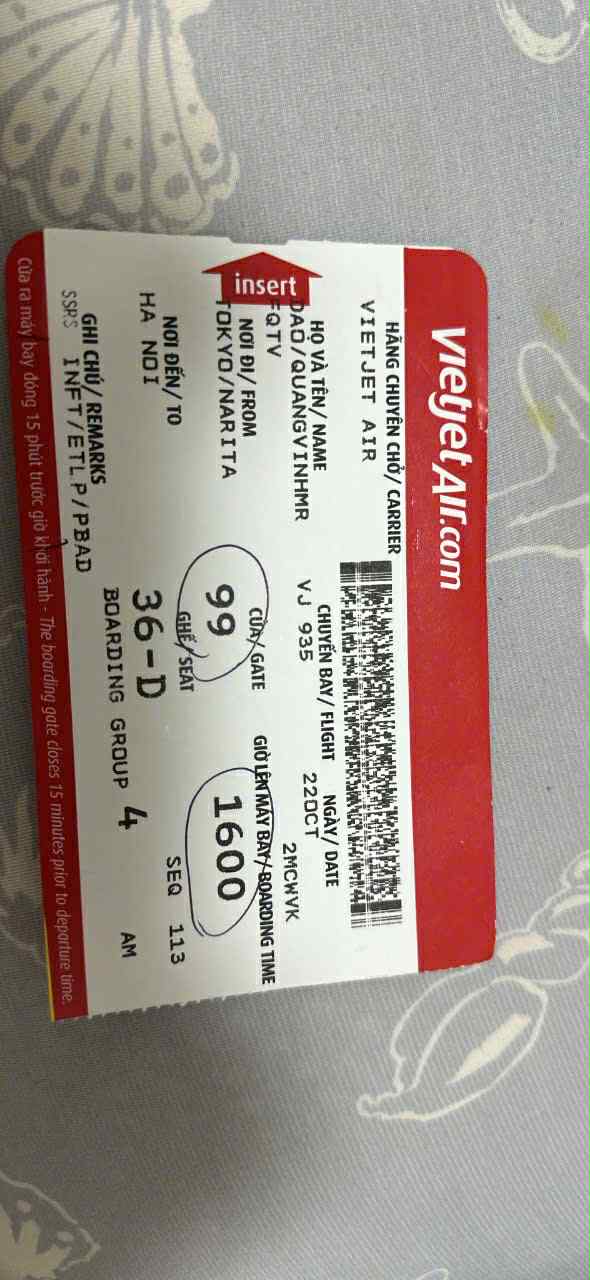 vietjet Air.com
HÃNG CHUYÊN CHỞ/ CARRIER
VIETJET AIR
insert
HỌ VÀ TÊN/ NAME
DAO/QUANGVINHMR
FQTV
CHUYẾN BAY/ FLIGHT
VJ 935
NGÀY/ DATE
22OCT
2MCWVK
NƠI ĐI/ FROM
TOKYO/NARITA
CỬA/ GATE
99
GIỜ LÊN MÁY BAY/ BOARDING TIME
1600
NƠI ĐẾN/ TO
HA NOI
GHẾ/ SEAT
36-D
SEQ 113
GHI CHÚ/ REMARKS
BOARDING GROUP 4
AM
SSRS INFT/ETLP/PBAD
Cửa ra máy bay đóng 15 phút trước giờ khởi hành - The boarding gate closes 15 minutes prior to departure time.